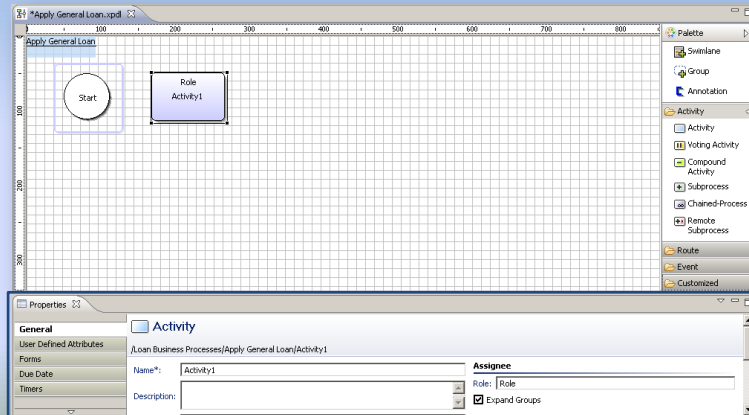 *Apply General Loan.xpdl
100 200 300 400 500 600 700 800
Apply General Loan
Start
Role
Activity1
100
200
300
Palette
Swimlane
Group
Annotation
Activity
Activity
Voting Activity
Compound
Activity
Subprocess
Chained-Process
Remote
Subprocess
Route
Event
Customized
Properties
General
User Defined Attributes
Forms
Due Date
Timers
Activity
/Loan Business Processes/Apply General Loan/Activity1
Name*: Activity1
Description:
Assignee
Role: Role
Expand Groups